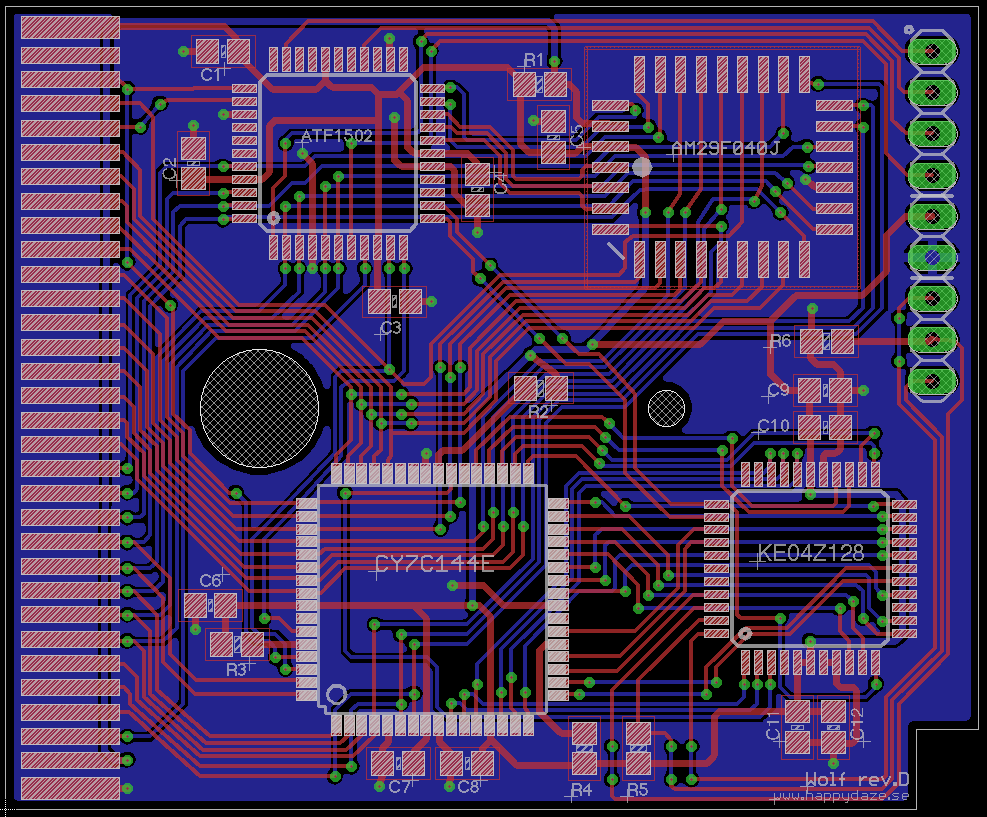 C1
R1
ATF1502
C5
AM29F040J
C2
C4
C3
R6
C9
R2
C10
CY7C144E
KE04Z128
C6
R3
C11
C12
C7
C8
R4
R5
Wolf rev.D
www.happydaze.se